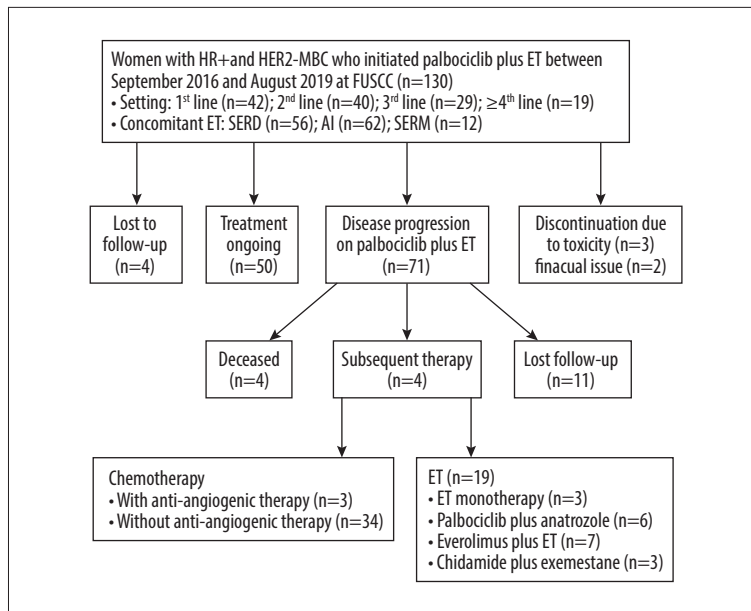 Women with HR+and HER2-MBC who initiated palbociclib plus ET between
September 2016 and August 2019 at FUSCC (n=130)
• Setting: 1st line (n=42); 2nd line (n=40); 3rd line (n=29); ≥4th line (n=19)
• Concomitant ET: SERD (n=56); AI (n=62); SERM (n=12)
Lost to
follow-up
(n=4)
Treatment
ongoing
(n=50)
Disease progression
on palbociclib plus ET
(n=71)
Discontinuation due
to toxicity (n=3)
finacual issue (n=2)
Deceased
(n=4)
Subsequent therapy
(n=4)
Lost follow-up
(n=11)
Chemotherapy
• With anti-angiogenic therapy (n=3)
• Without anti-angiogenic therapy (n=34)
ET (n=19)
• ET monotherapy (n=3)
• Palbociclib plus anatrozole (n=6)
• Everolimus plus ET (n=7)
• Chidamide plus exemestane (n=3)